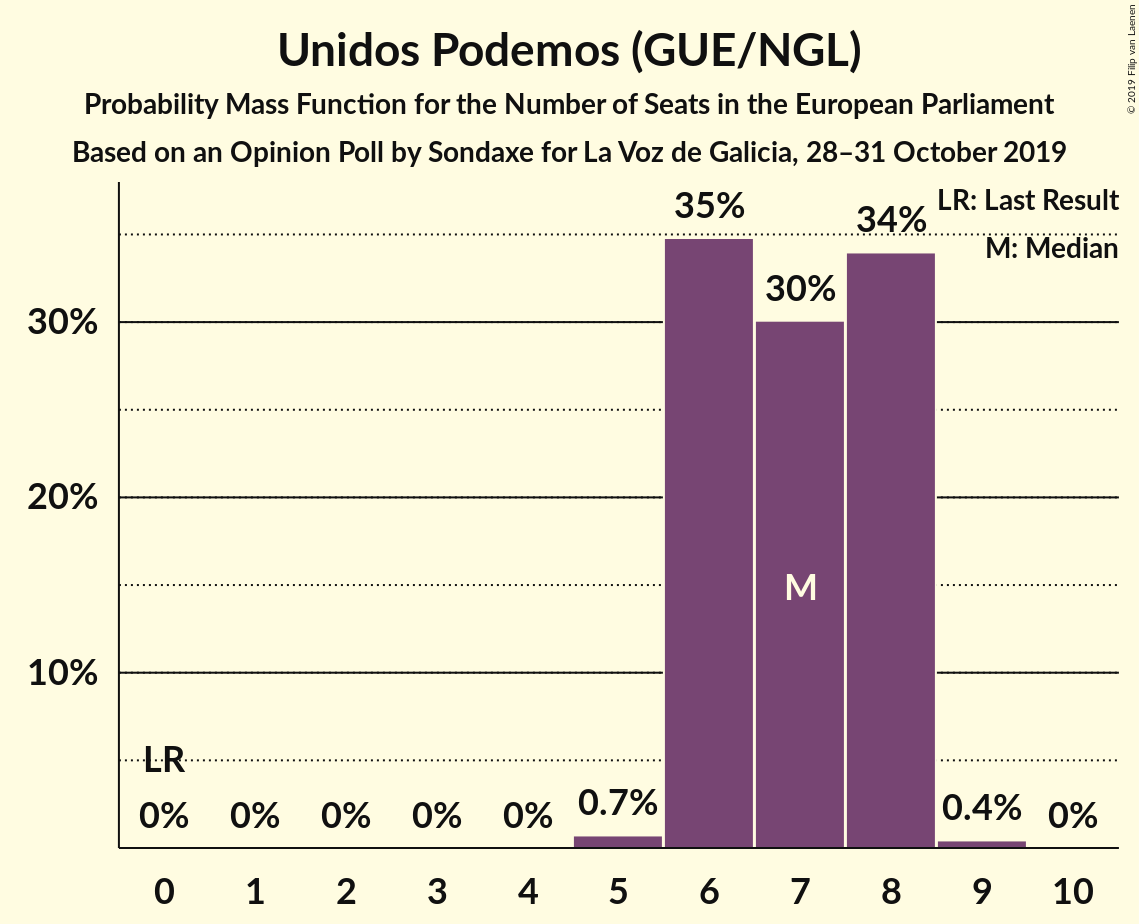 Unidos Podemos (GUE/NGL)
Probability Mass Function for the Number of Seats in the European Parliament
Based on an Opinion Poll by Sondaxe for La Voz de Galicia, 28–31 October 2019
© 2019 Filip van Laenen
LR: Last Result
M: Median
35%
34%
30%
30%
20%
M
10%
LR
0%
0%
0%
0%
0%
0.7%
0.4%
0%
0 1 2 3 4 5 6 7 8 9 10